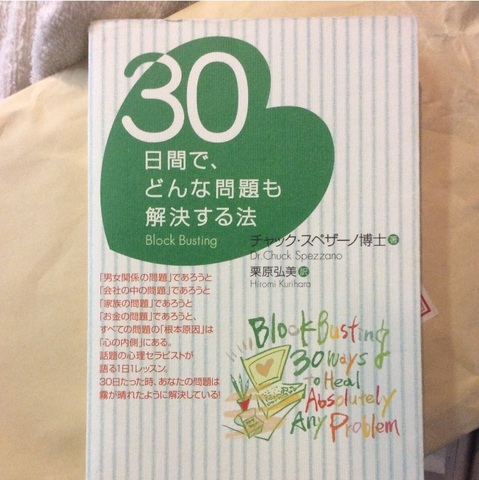 30
日間で、
どんな問題も
解決する法
Block Busting
チャック・スペザーノ博士 著
Dr. Chuck Spezzano
栗原弘美 訳
Hiromi Kurihara
「男女関係の問題」であろうと
「会社の中の問題」であろうと
「家族の問題」であろうと
「お金の問題」であろうと、
すべての問題の「根本原因」は
「心の内側」にある。
話題の心理セラピストが
語る1日1レッスン。
30日たった時、あなたの問題は
霧が晴れたように解決している!
Block Busting
30 ways
to Heal
Absolutely
Any Problem